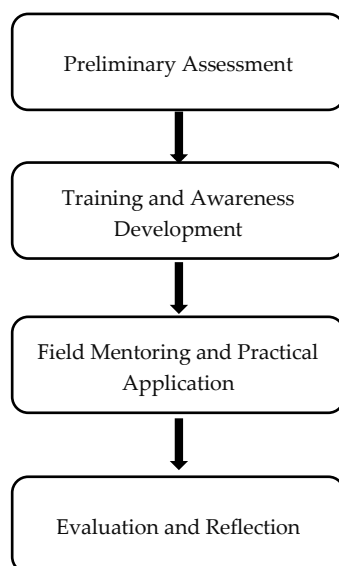 Preliminary Assessment
Training and Awareness
Development
Field Mentoring and Practical
Application
Evaluation and Reflection